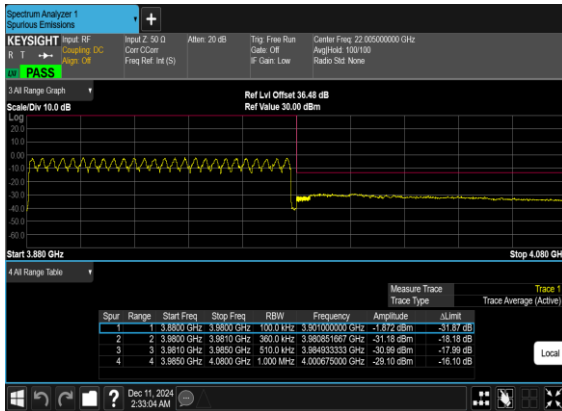 Spectrum Analyzer 1
Spurious Emissions
+
KEYSIGHT Input: RF Input Z: 50 Ω Atten: 20 dB Trig: Free Run Center Freq: 22.005000000 GHz
R T Coupling: DC Corr CCorr Gate: Off Avg|Hold: 100/100
Align: Off Freq Ref: Int (S) IF Gain: Low Radio Std: None
PASS
3 All Range Graph
Ref Lvl Offset 36.48 dB
Scale/Div 10.0 dB Ref Value 30.00 dBm
Log
20.0
10.0
0.00
-10.0
-20.0
-30.0
-40.0
-50.0
-60.0
Start 3.880 GHz Stop 4.080 GH
4 All Range Table
Measure Trace Trace 1
Trace Type Trace Average (Active)
Spur Range Start Freq Stop Freq RBW Frequency Amplitude ΔLimit
1 1 3.8800 GHz 3.9800 GHz 100.0 kHz 3.901000000 GHz -1.872 dBm -31.87 dB
2 2 3.9800 GHz 3.9810 GHz 360.0 kHz 3.980851667 GHz -31.18 dBm -18.18 dB
3 3 3.9810 GHz 3.9850 GHz 510.0 kHz 3.984933333 GHz -30.99 dBm -17.99 dB
4 4 3.9850 GHz 4.0800 GHz 1.000 MHz 4.000675000 GHz -29.10 dBm -16.10 dB
Local
? Dec 11, 2024
2:33:04 AM